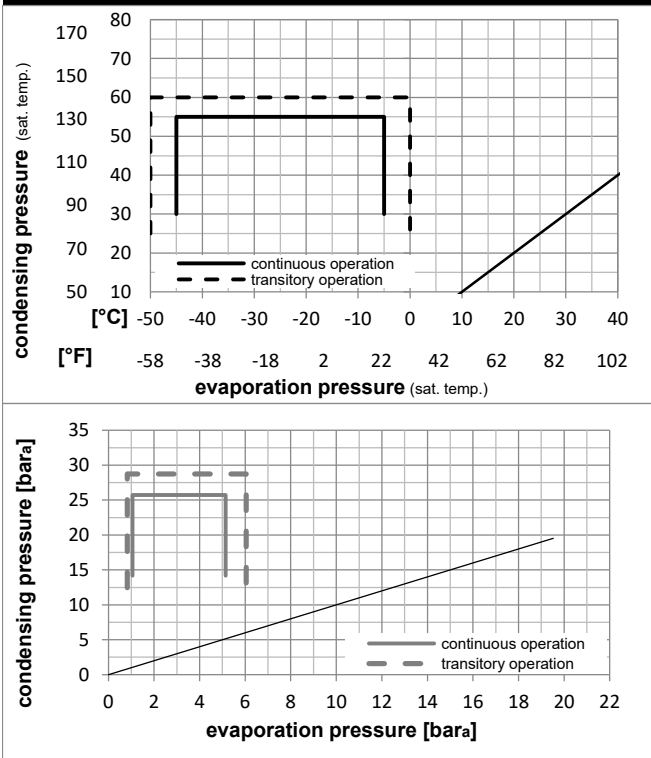 condensing pressure (sat. temp.)
170 80
150 70
60
130 50
110 40
90 30
70 20
50 10
continuous operation
transitory operation
[°C] -50 -40 -30 -20 -10 0 10 20 30 40
[°F] -58 -38 -18 2 22 42 62 82 102
evaporation pressure (sat. temp.)
condensing pressure [bara]
35
30
25
20
15
10
5
0
continuous operation
transitory operation
0 2 4 6 8 10 12 14 16 18 20 22
evaporation pressure [bara]